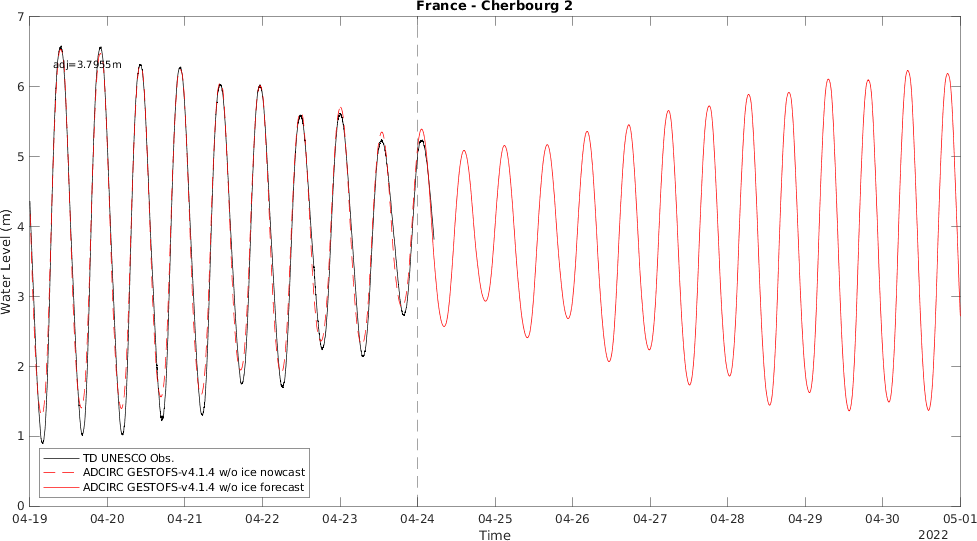 France - Cherbourg 2
adj=3.7955m
Water Level (m)
7
6
5
4
3
2
1
0
TD UNESCO Obs.
ADCIRC GESTOFS-v4.1.4 w/o ice nowcast
ADCIRC GESTOFS-v4.1.4 w/o ice forecast
04-19 04-20 04-21 04-22 04-23 04-24 04-25 04-26 04-27 04-28 04-29 04-30 05-01
Time
2022